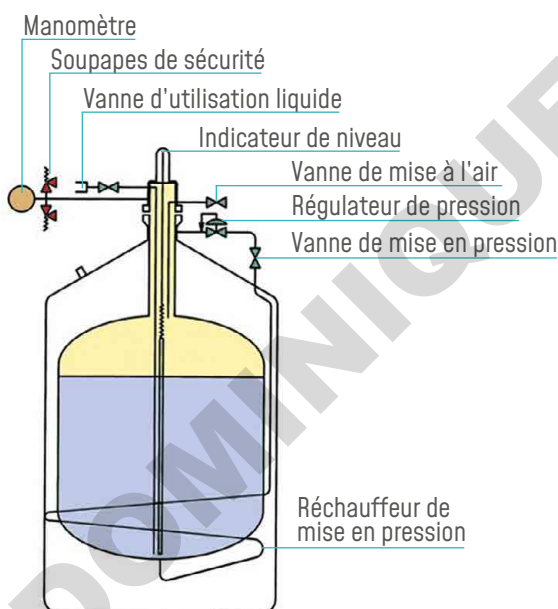 Manomètre
Soupapes de sécurité
Vanne d'utilisation liquide
Indicateur de niveau
Vanne de mise à l'air
Régulateur de pression
Vanne de mise en pression
Réchauffeur de
mise en pression
DOMINIQUE